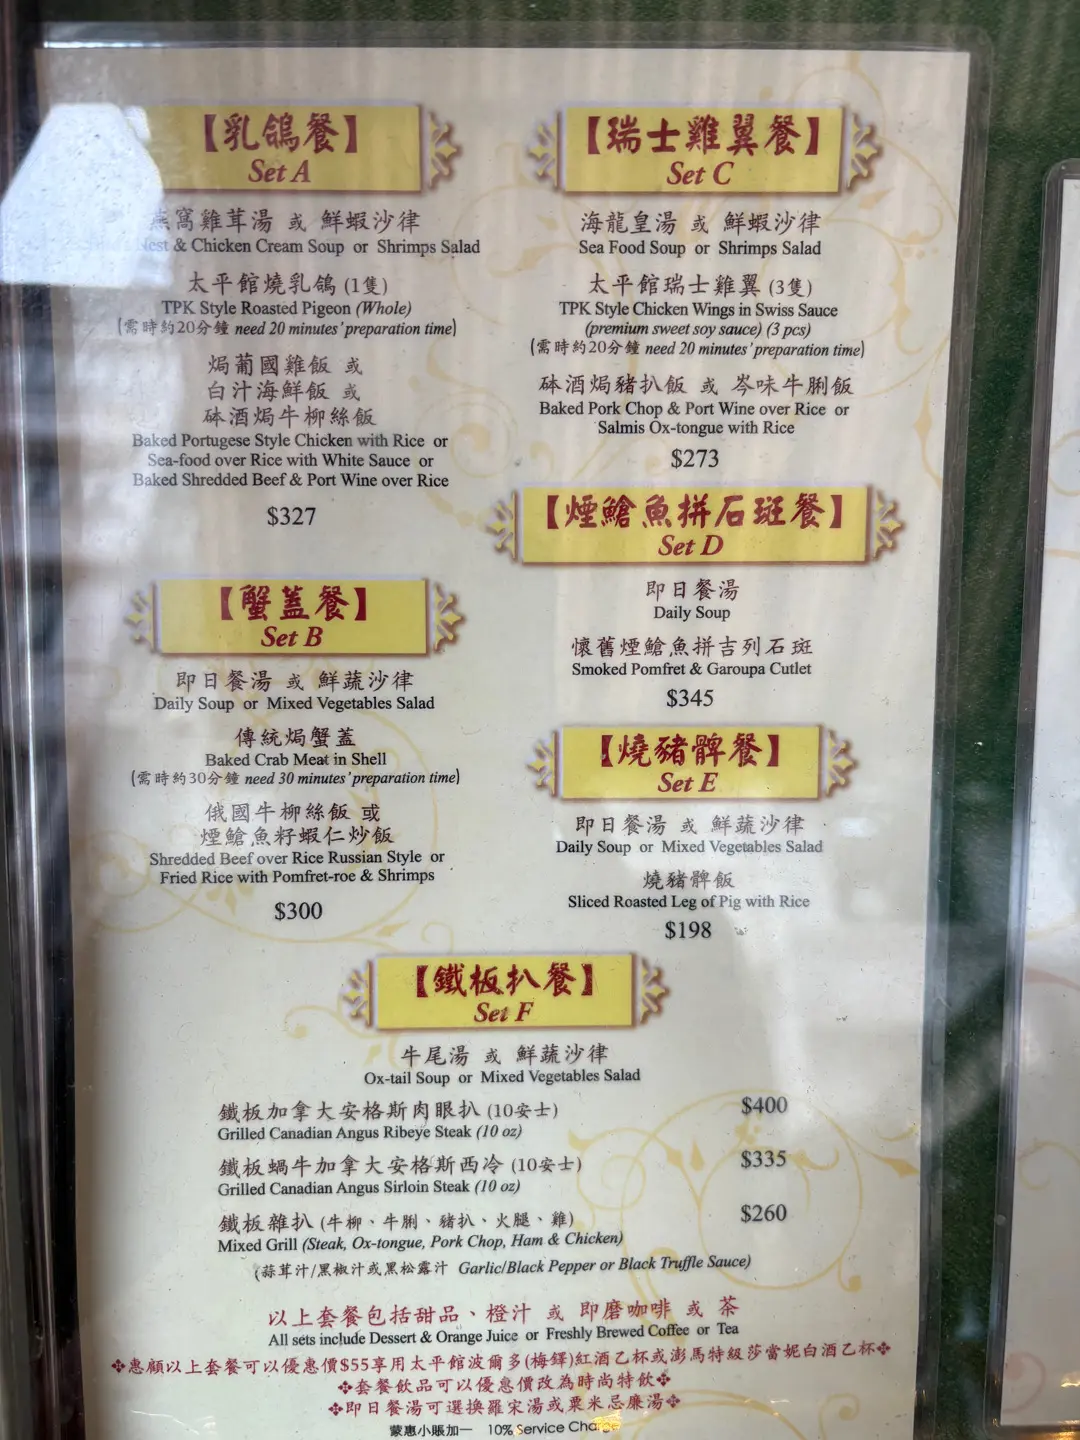 【乳鴿餐】
Set A
燕窩雞茸湯 或 鮮蝦沙律
Nest & Chicken Cream Soup or Shrimps Salad
太平館燒乳鴿 (1隻)
TPK Style Roasted Pigeon (Whole)
(需時約20分鐘 need 20 minutes' preparation time)
焗葡國雞飯 或
白汁海鮮飯 或
砵酒焗牛柳絲飯
Baked Portugese Style Chicken with Rice or
Sea-food over Rice with White Sauce or
Baked Shredded Beef & Port Wine over Rice
$327
【蟹蓋餐】
Set B
即日餐湯 或 鮮蔬沙律
Daily Soup or Mixed Vegetables Salad
傳統焗蟹蓋
Baked Crab Meat in Shell
(需時約30分鐘 need 30 minutes' preparation time)
俄國牛柳絲飯 或
煙鱠魚籽蝦仁炒飯
Shredded Beef over Rice Russian Style or
Fried Rice with Pomfret-roe & Shrimps
$300
【瑞士雞翼餐】
Set C
海龍皇湯 或 鮮蝦沙律
Sea Food Soup or Shrimps Salad
太平館瑞士雞翼 (3隻)
TPK Style Chicken Wings in Swiss Sauce
(premium sweet soy sauce) (3 pcs)
(需時約20分鐘 need 20 minutes' preparation time)
砵酒焗豬扒飯 或 岑味牛脷飯
Baked Pork Chop & Port Wine over Rice or
Salmis Ox-tongue with Rice
$273
【煙鱠魚拼石斑餐】
Set D
即日餐湯
Daily Soup
懷舊煙鱠魚拼吉列石斑
Smoked Pomfret & Garoupa Cutlet
$345
【燒豬髀餐】
Set E
即日餐湯 或 鮮蔬沙律
Daily Soup or Mixed Vegetables Salad
燒豬髀飯
Sliced Roasted Leg of Pig with Rice
$198
【鐵板扒餐】
Set F
牛尾湯 或 鮮蔬沙律
Ox-tail Soup or Mixed Vegetables Salad
鐵板加拿大安格斯肉眼扒 (10安士) $400
Grilled Canadian Angus Ribeye Steak (10 oz)
鐵板蝸牛加拿大安格斯西冷 (10安士) $335
Grilled Canadian Angus Sirloin Steak (10 oz)
鐵板雜扒 (牛柳、牛脷、豬扒、火腿、雞) $260
Mixed Grill (Steak, Ox-tongue, Pork Chop, Ham & Chicken)
(蒜茸汁/黑椒汁或黑松露汁 Garlic/Black Pepper or Black Truffle Sauce)
以上套餐包括甜品、橙汁 或 即磨咖啡 或 茶
All sets include Dessert & Orange Juice or Freshly Brewed Coffee or Tea
❖惠顧以上套餐可以優惠價$55享用太平館波爾多(梅鐸)紅酒乙杯或澎馬特級莎當妮白酒乙杯❖
❖套餐飲品可以優惠價改為時尚特飲❖
❖即日餐湯可選換羅宋湯或粟米忌廉湯❖
蒙惠小賬加一 10% Service Charge